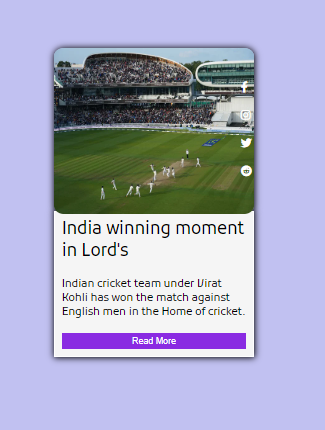 India winning moment
in Lord's
Indian cricket team under Virat
Kohli has won the match against
English men in the Home of cricket.
Read More